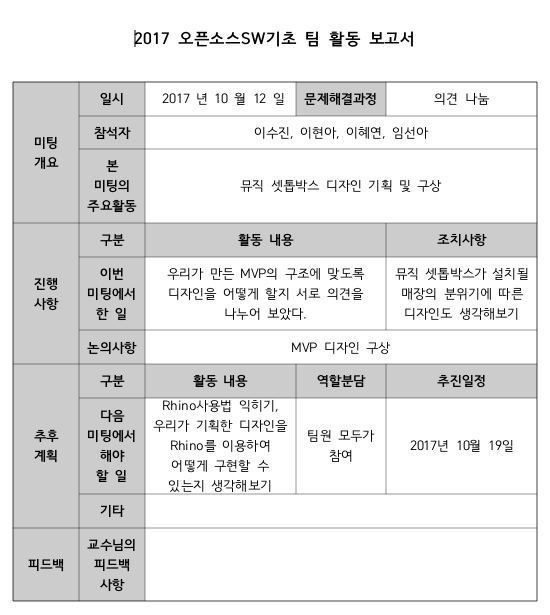 2017 오픈소스SW기초 팀 활동 보고서
미팅
개요
일시
2017 년 10 월 12 일
문제해결과정
의견 나눔
참석자
이수진, 이현아, 이혜연, 임선아
본
미팅의
주요활동
뮤직 셋톱박스 디자인 기획 및 구상
진행
사항
구분
활동 내용
조치사항
이번
미팅에서
한 일
우리가 만든 MVP의 구조에 맞도록
디자인을 어떻게 할지 서로 의견을
나누어 보았다.
뮤직 셋톱박스가 설치될
매장의 분위기에 따른
디자인도 생각해보기
논의사항
MVP 디자인 구상
추후
계획
구분
활동 내용
역할분담
추진일정
다음
미팅에서
해야
할 일
Rhino사용법 익히기,
우리가 기획한 디자인을
Rhino를 이용하여
어떻게 구현할 수
있는지 생각해보기
팀원 모두가
참여
2017년 10월 19일
기타
피드백
교수님의
피드백
사항